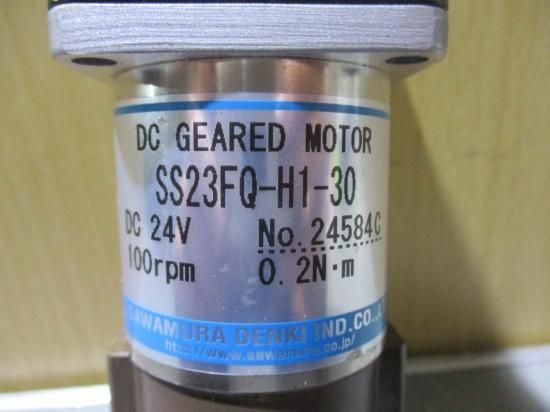 DC GEARED MOTOR
SS23FQ-H1-30
DC 24V No. 24584C
100rpm 0.2N·m
SAWAMURA DENKI IND.CO.,
http://www.sawamura.co.jp/